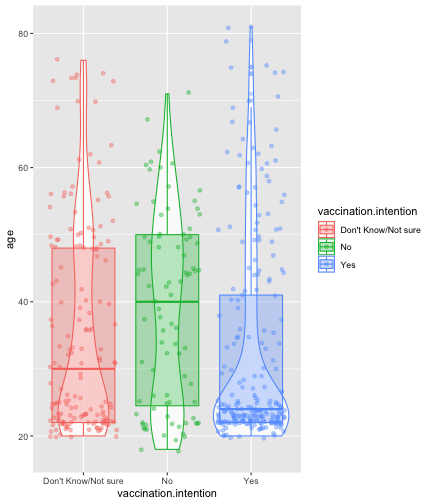 80
60
40
20
age
Don't Know/Not sure
No
Yes
vaccination.intention
vaccination.intention
Don't Know/Not sure
No
Yes